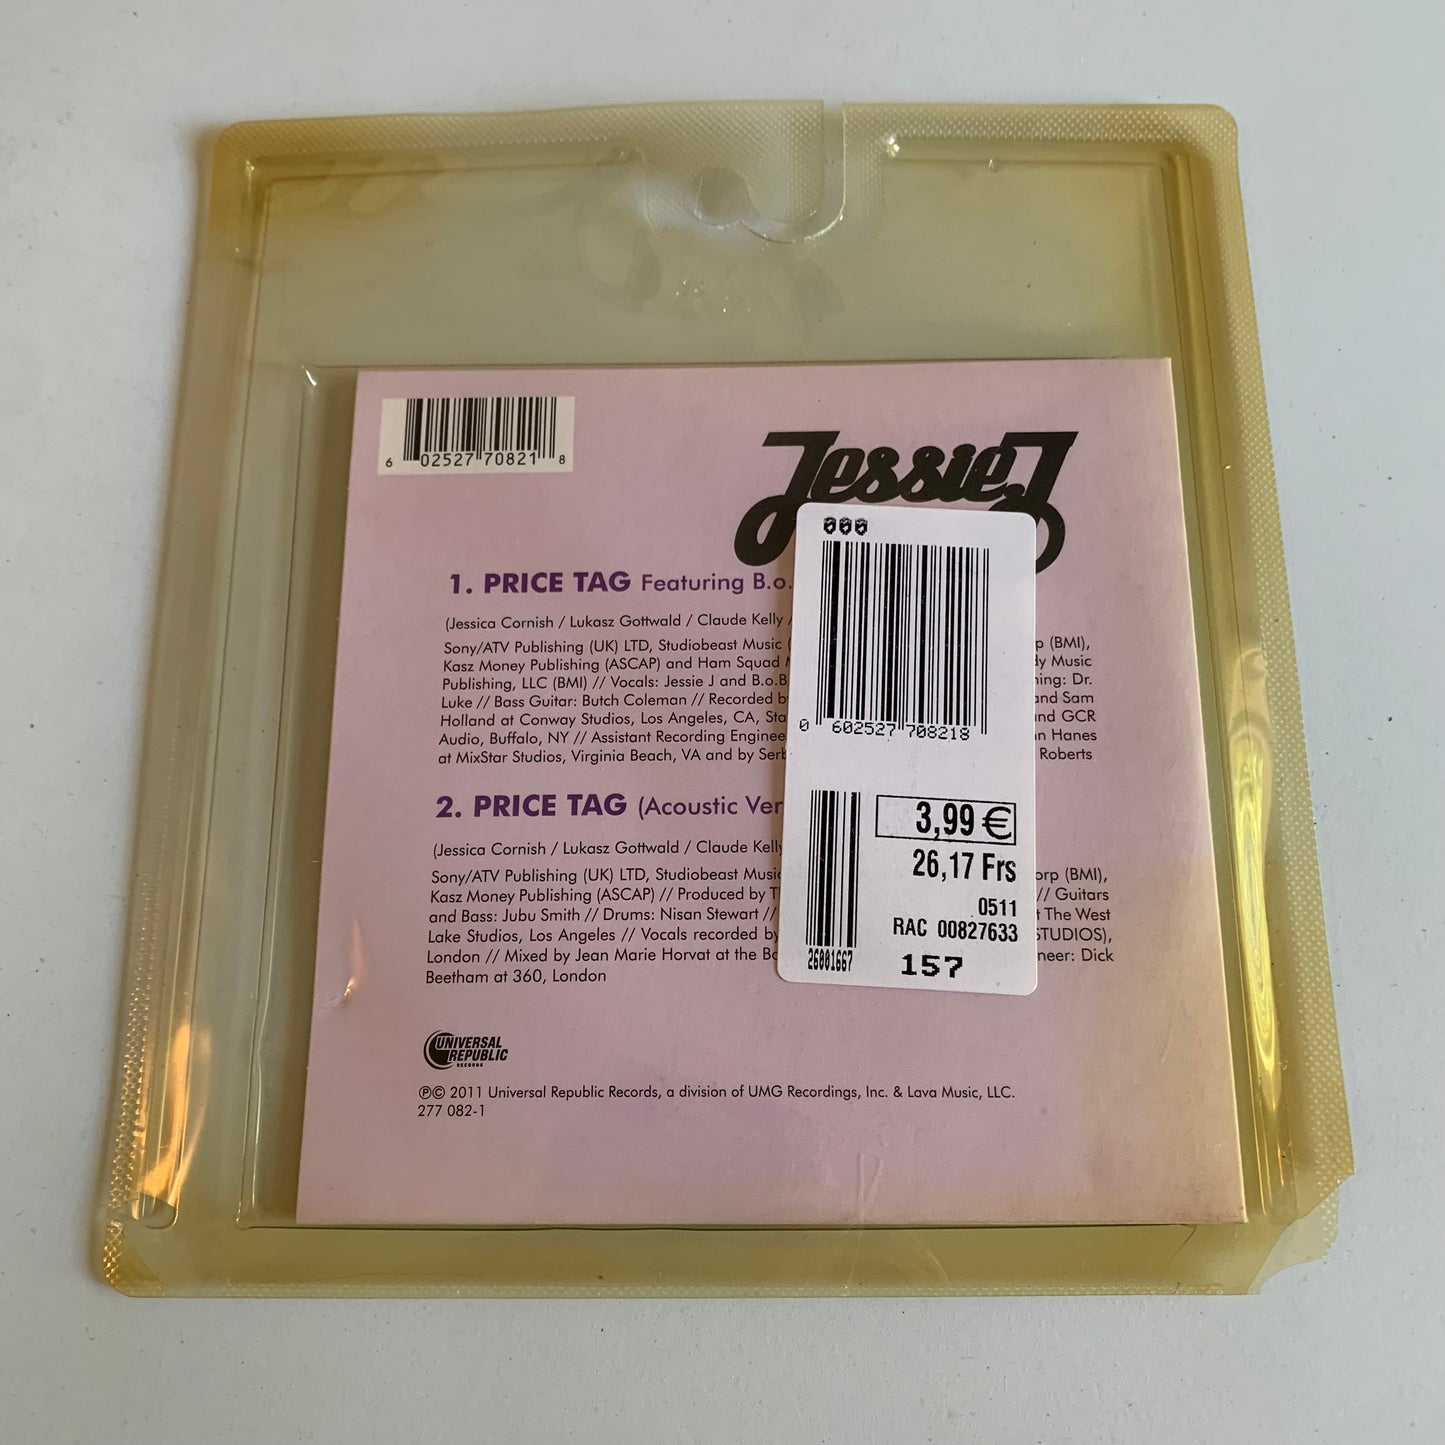 6 02527 70821 8
Jessie J
000
0 602527 708218
1. PRICE TAG Featuring B.o.
(Jessica Cornish / Lukasz Gottwald / Claude Kelly /
Sony/ATV Publishing (UK) LTD, Studiobeast Music ( p (BMI),
Kasz Money Publishing (ASCAP) and Ham Squad Music
Publishing, LLC (BMI) // Vocals: Jessie J and B.o.B Dr.
Luke // Bass Guitar: Butch Coleman // Recorded b and Sam
Holland at Conway Studios, Los Angeles, CA, Sta nd GCR
Audio, Buffalo, NY // Assistant Recording Enginee n Hanes
at MixStar Studios, Virginia Beach, VA and by Serb Roberts
2. PRICE TAG (Acoustic Ver
(Jessica Cornish / Lukasz Gottwald / Claude Kelly
Sony/ATV Publishing (UK) LTD, Studiobeast Music orp (BMI),
Kasz Money Publishing (ASCAP) // Produced by T // Guitars
and Bass: Jubu Smith // Drums: Nisan Stewart // t The West
Lake Studios, Los Angeles // Vocals recorded by STUDIOS),
London // Mixed by Jean Marie Horvat at the Bo neer: Dick
Beetham at 360, London
3,99 €
26,17 Frs
0511
RAC 00827633
26001667
157
UNIVERSAL
REPUBLIC
RECORDS
℗© 2011 Universal Republic Records, a division of UMG Recordings, Inc. & Lava Music, LLC.
277 082-1